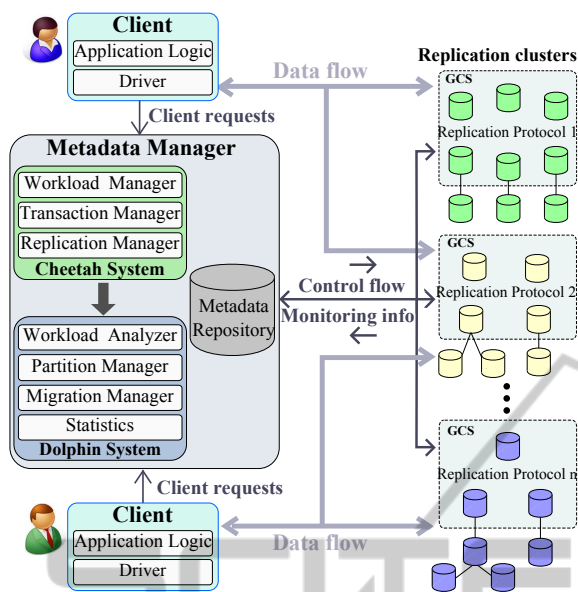 Client
Application Logic
Driver
Client requests
Metadata Manager
Workload Manager
Transaction Manager
Replication Manager
Cheetah System
Metadata
Repository
Workload Analyzer
Partition Manager
Migration Manager
Statistics
Dolphin System
Client requests
Client
Application Logic
Driver
Data flow
Control flow
Monitoring info
Data flow
Replication clusters
GCS
Replication Protocol 1
GCS
Replication Protocol 2
GCS
Replication Protocol n